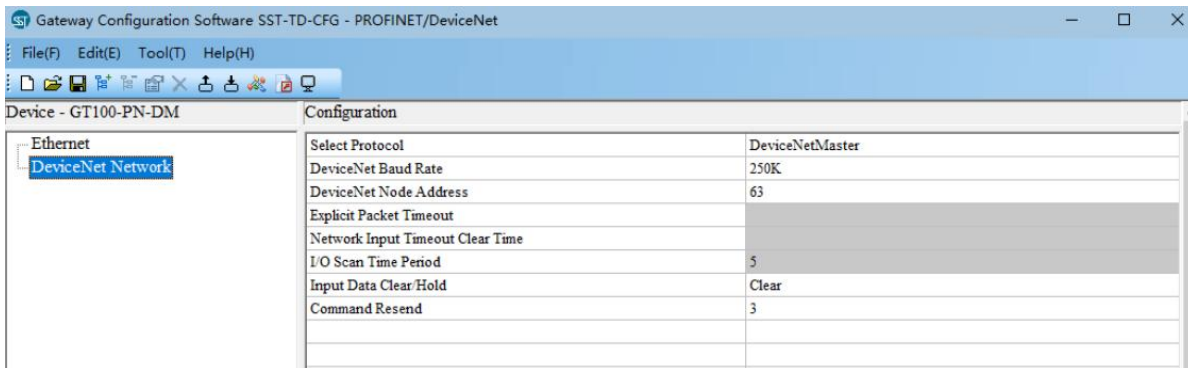 SST Gateway Configuration Software SST-TD-CFG - PROFINET/DeviceNet
File(F) Edit(E) Tool(T) Help(H)
Device - GT100-PN-DM Configuration
Ethernet
DeviceNet Network
Select Protocol DeviceNetMaster
DeviceNet Baud Rate 250K
DeviceNet Node Address 63
Explicit Packet Timeout
Network Input Timeout Clear Time
I/O Scan Time Period 5
Input Data Clear/Hold Clear
Command Resend 3